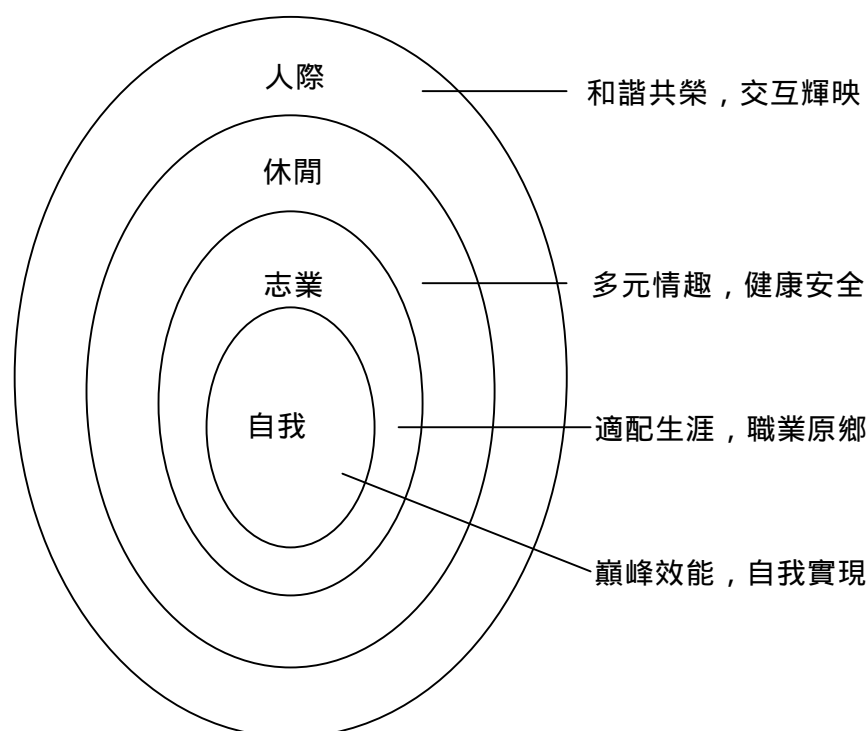 人際
和諧共榮，交互輝映
休閒
志業
多元情趣，健康安全
自我
適配生涯，職業原鄉
巔峰效能，自我實現